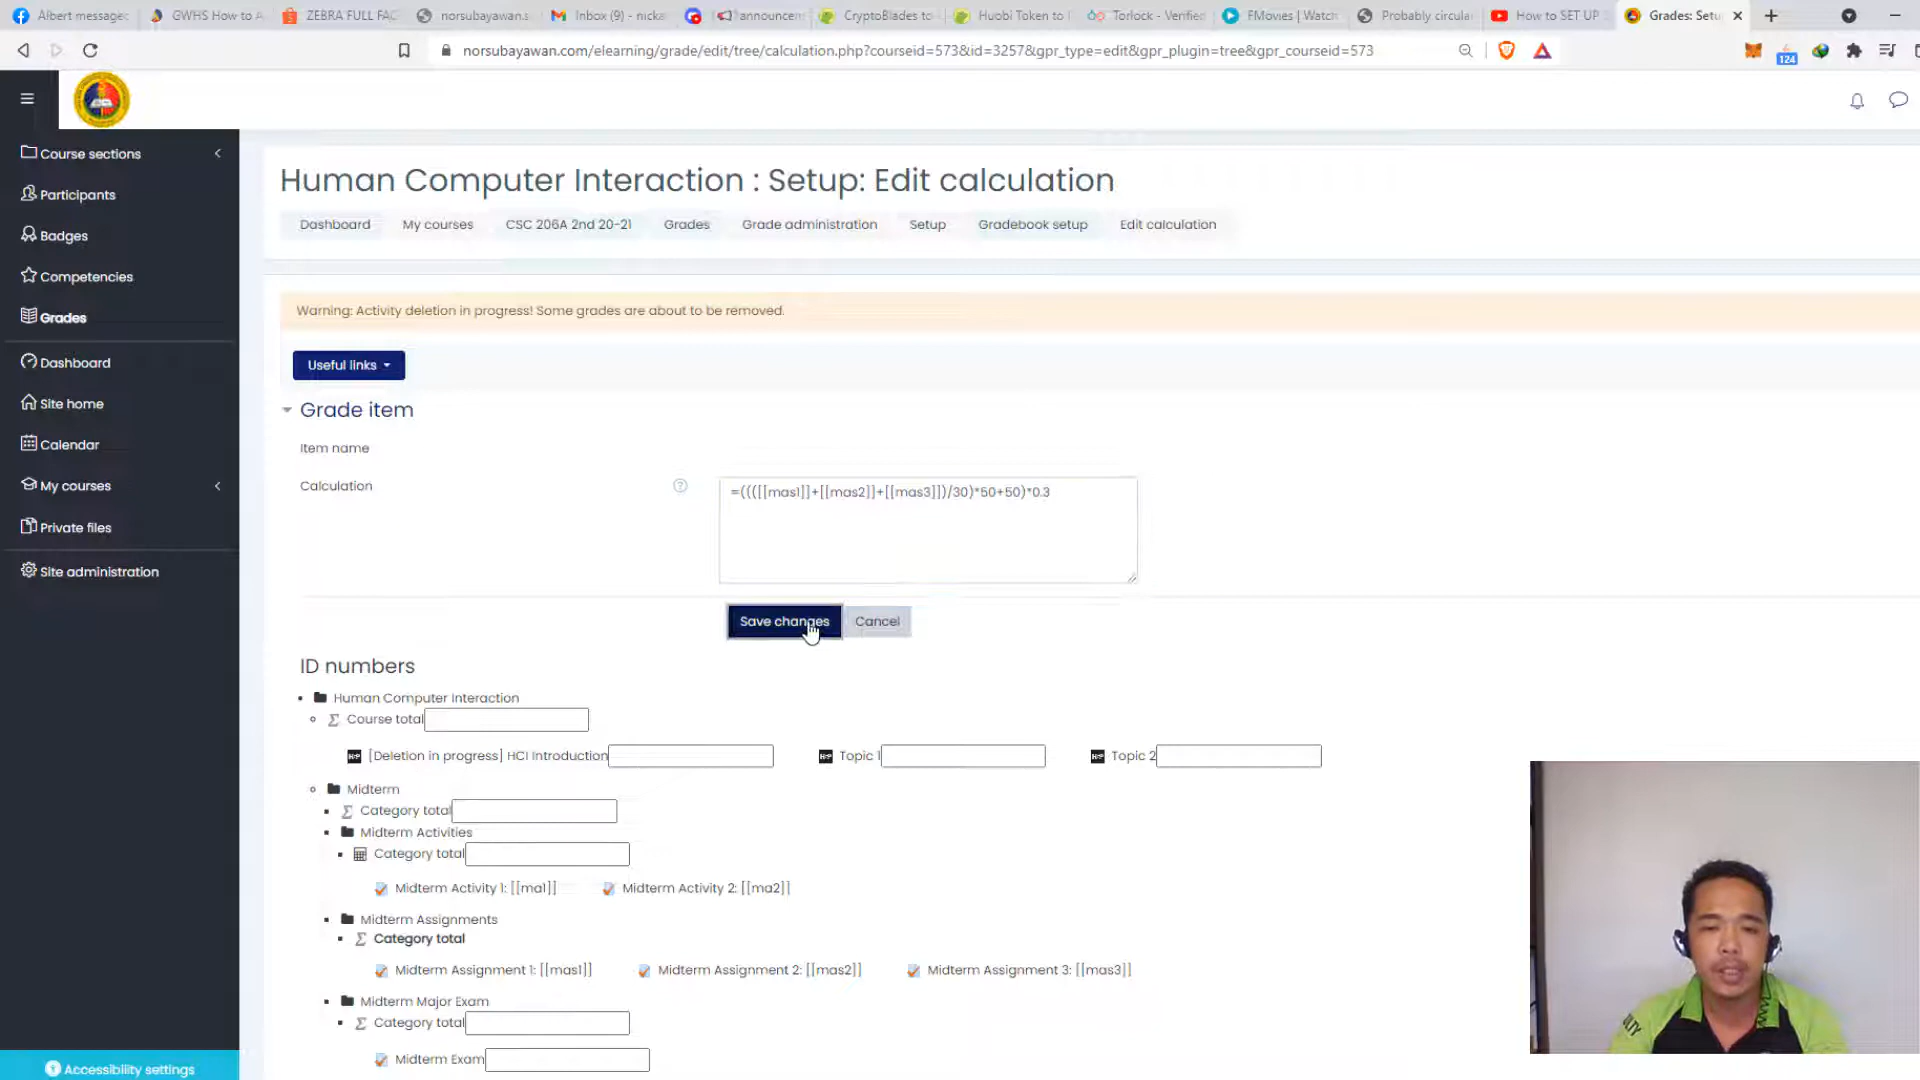 Albert message:
GWHS How to A
ZEBRA FULL FAC
norsubayawan.s
Inbox (9) - nicka
announcem
CryptoBlades to
Huobi Token to
Torlock - Verified
FMovies | Watch
Probably circula
How to SET UP
Grades: Setu
norsubayawan.com/elearning/grade/edit/tree/calculation.php?courseid=573&id=3257&gpr_type=edit&gpr_plugin=tree&gpr_courseid=573
124
Course sections
Participants
Badges
Competencies
Grades
Dashboard
Site home
Calendar
My courses
Private files
Site administration
Accessibility settings
Human Computer Interaction : Setup: Edit calculation
Dashboard My courses CSC 206A 2nd 20-21 Grades Grade administration Setup Gradebook setup Edit calculation
Warning: Activity deletion in progress! Some grades are about to be removed.
Useful links
Grade item
Item name
Calculation
=((([[mas1]]+[[mas2]]+[[mas3]])/30)*50+50)*0.3
Save changes Cancel
ID numbers
Human Computer Interaction
Course total
[Deletion in progress] HCI Introduction Topic 1 Topic 2
Midterm
Category total
Midterm Activities
Category total
Midterm Activity 1: [[ma1]] Midterm Activity 2: [[ma2]]
Midterm Assignments
Category total
Midterm Assignment 1: [[mas1]] Midterm Assignment 2: [[mas2]] Midterm Assignment 3: [[mas3]]
Midterm Major Exam
Category total
Midterm Exam